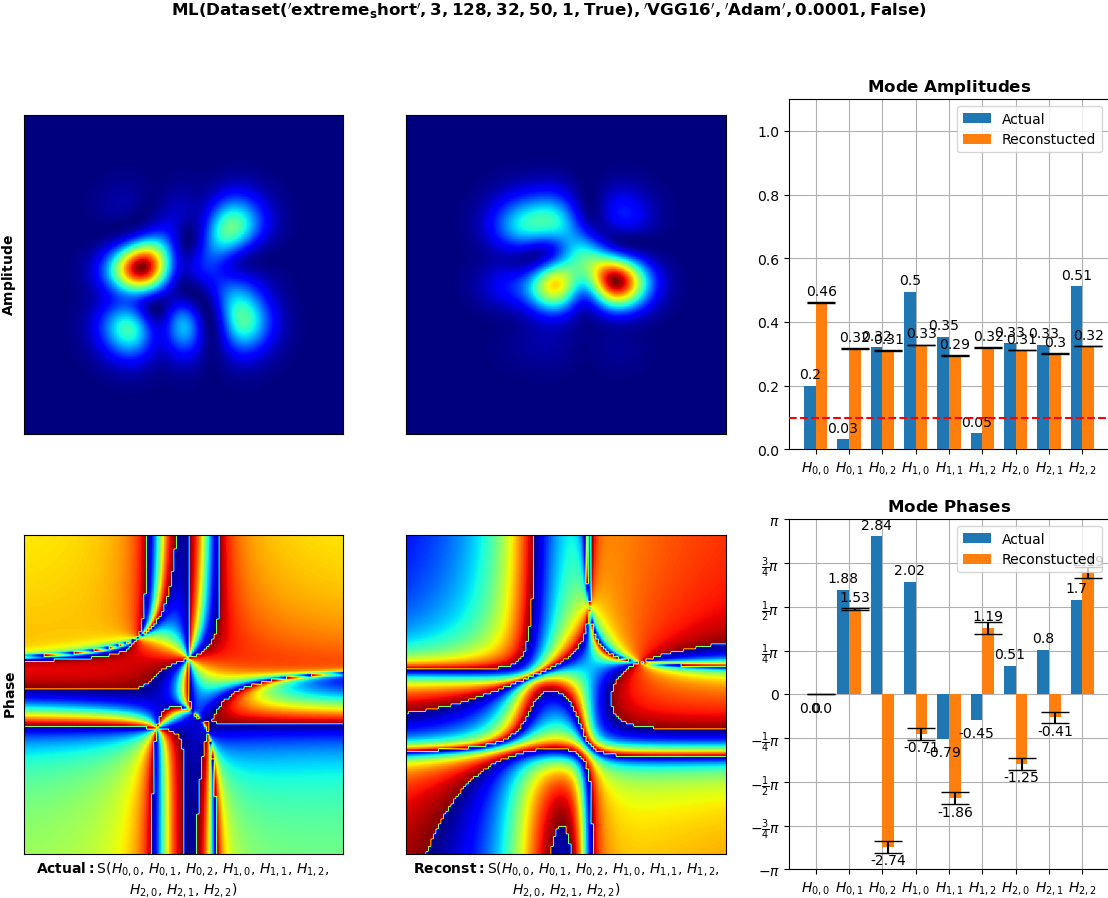 ML(Dataset('extreme_short', 3, 128, 32, 50, 1, True), 'VGG16', 'Adam', 0.0001, False)
Amplitude
Mode Amplitudes
Actual
Reconstucted
1.0
0.8
0.6
0.4
0.2
0.0
0.2
0.46
0.03
0.32
0.32
0.31
0.5
0.33
0.35
0.29
0.05
0.32
0.33
0.31
0.33
0.3
0.51
0.32
H0,0 H0,1 H0,2 H1,0 H1,1 H1,2 H2,0 H2,1 H2,2
Phase
Actual: S(H0,0, H0,1, H0,2, H1,0, H1,1, H1,2,
H2,0, H2,1, H2,2)
Reconst: S(H0,0, H0,1, H0,2, H1,0, H1,1, H1,2,
H2,0, H2,1, H2,2)
Mode Phases
Actual
Reconstucted
π
3/4π
1/2π
1/4π
0
−1/4π
−1/2π
−3/4π
−π
0.0
0.0
1.88
1.53
2.84
-2.74
2.02
-0.71
-0.79
-1.86
-0.45
1.19
0.51
-1.25
0.8
-0.41
1.7
H0,0 H0,1 H0,2 H1,0 H1,1 H1,2 H2,0 H2,1 H2,2